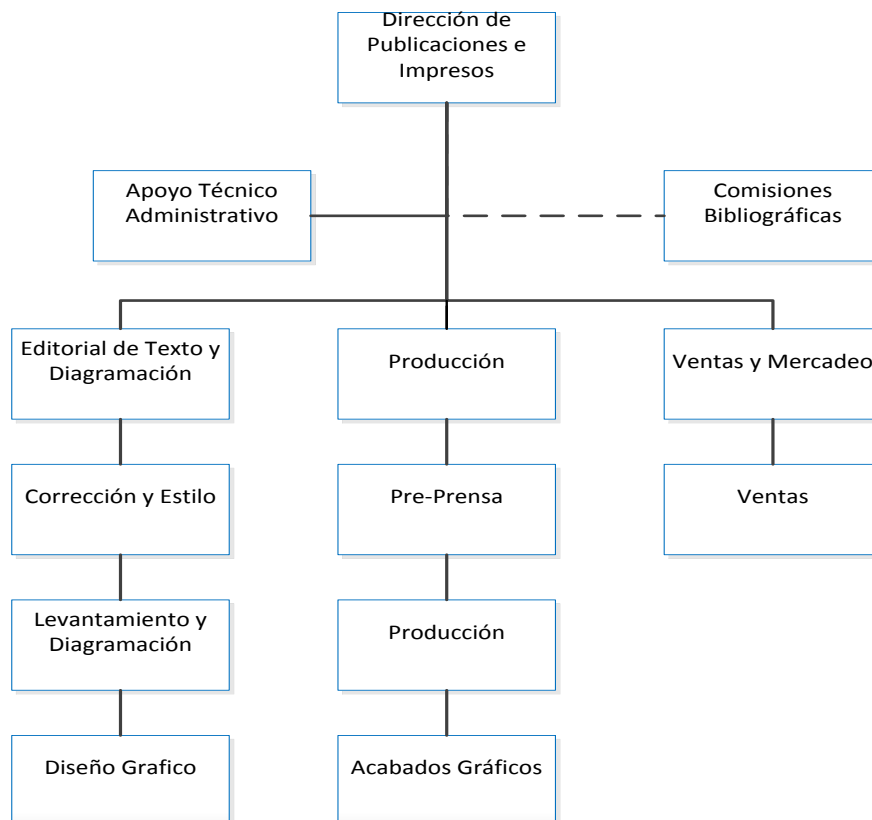 Dirección de
Publicaciones e
Impresos
Apoyo Técnico
Administrativo
Comisiones
Bibliográficas
Editorial de Texto y
Diagramación
Producción
Ventas y Mercadeo
Corrección y Estilo
Pre-Prensa
Ventas
Levantamiento y
Diagramación
Producción
Diseño Grafico
Acabados Gráficos